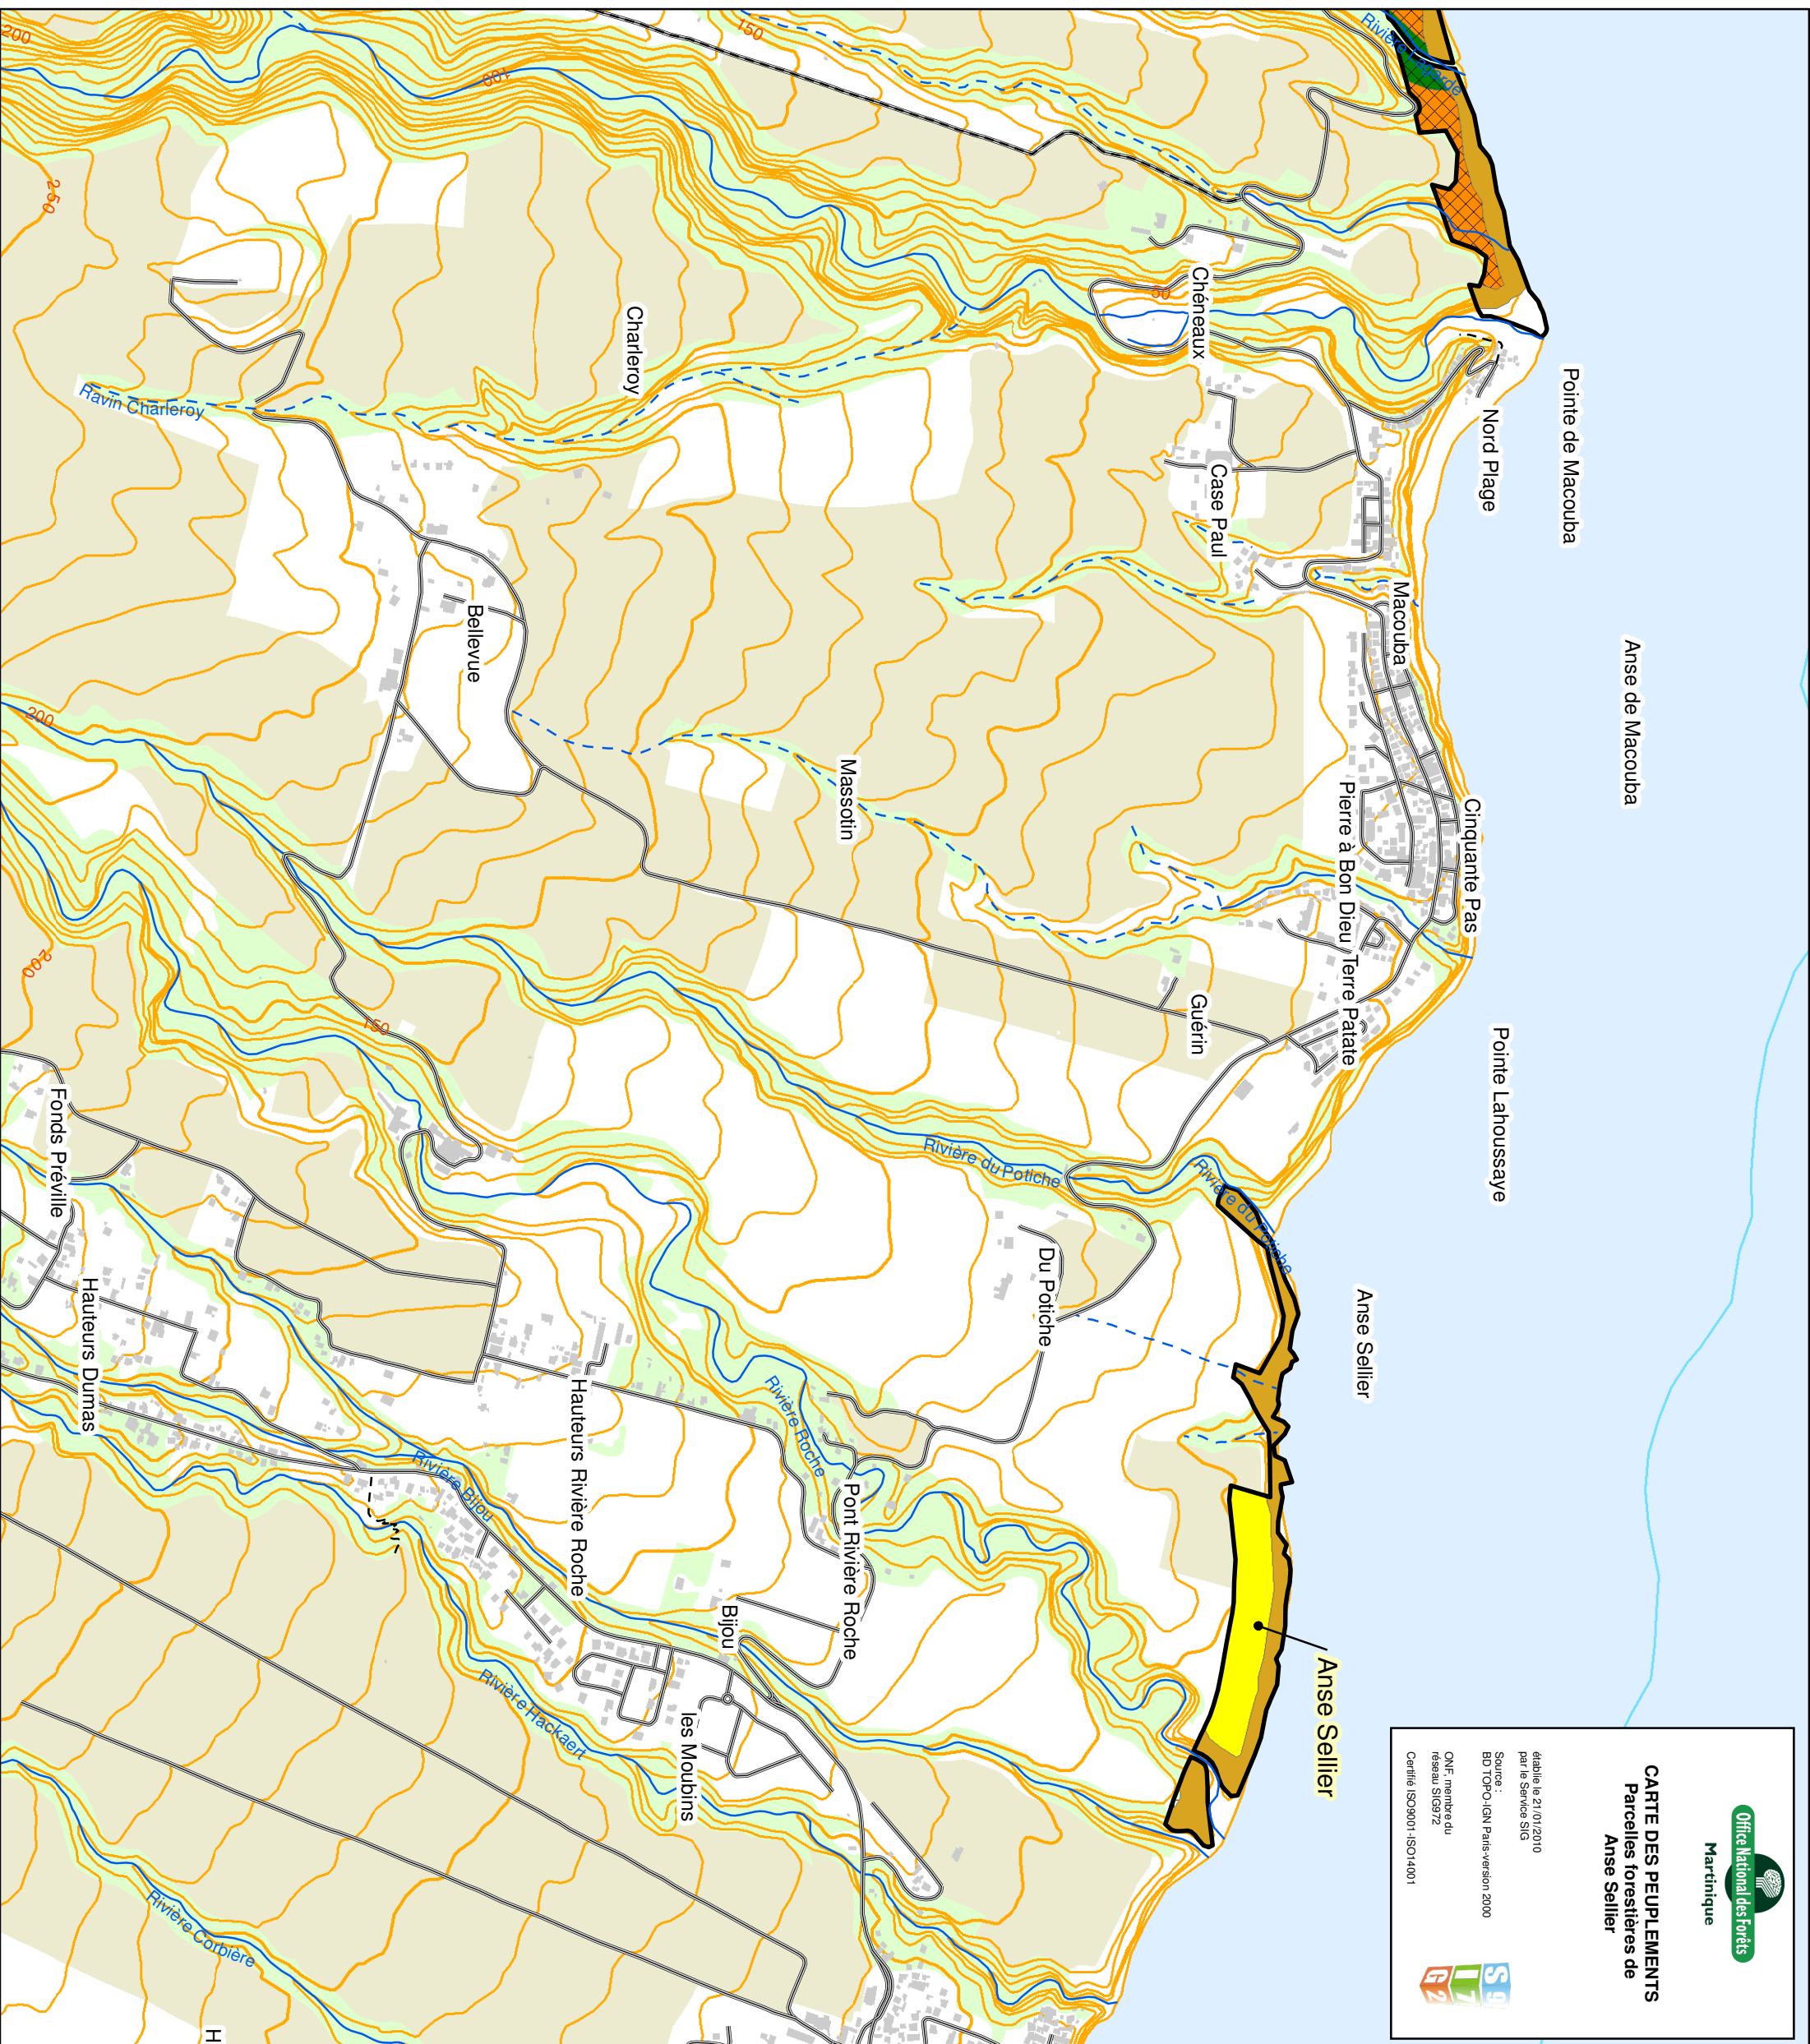 Office National des Forêts
Martinique
CARTE DES PEUPLEMENTS
Parcelles forestières de
Anse Sellier
établie le 21/01/2010
par le Service SIG
Source :
BD TOPO-IGN Paris-version 2000
ONF, membre du
réseau SIG972
Certifié ISO9001-ISO14001
Anse de Macouba
Pointe de Macouba
Pointe Lahoussaye
Nord Plage
Cinquante Pas
Macouba
Anse Sellier
Anse Sellier
Pierre à Bon Dieu
Terre Patate
Rivière Lagarde
Rivière du Potiche
Case Paul
Chéneaux
50
Guérin
Du Potiche
Rivière du Potiche
Massotin
Pont Rivière Roche
Rivière Roche
Bijou
les Moubins
Charleroy
Hauteurs Rivière Roche
Rivière Hackaert
Bellevue
Rivière Bijou
Ravin Charleroy
Hauteurs Dumas
Fonds Préville
Rivière Corbière
H
150
100
200
250
200
200
150